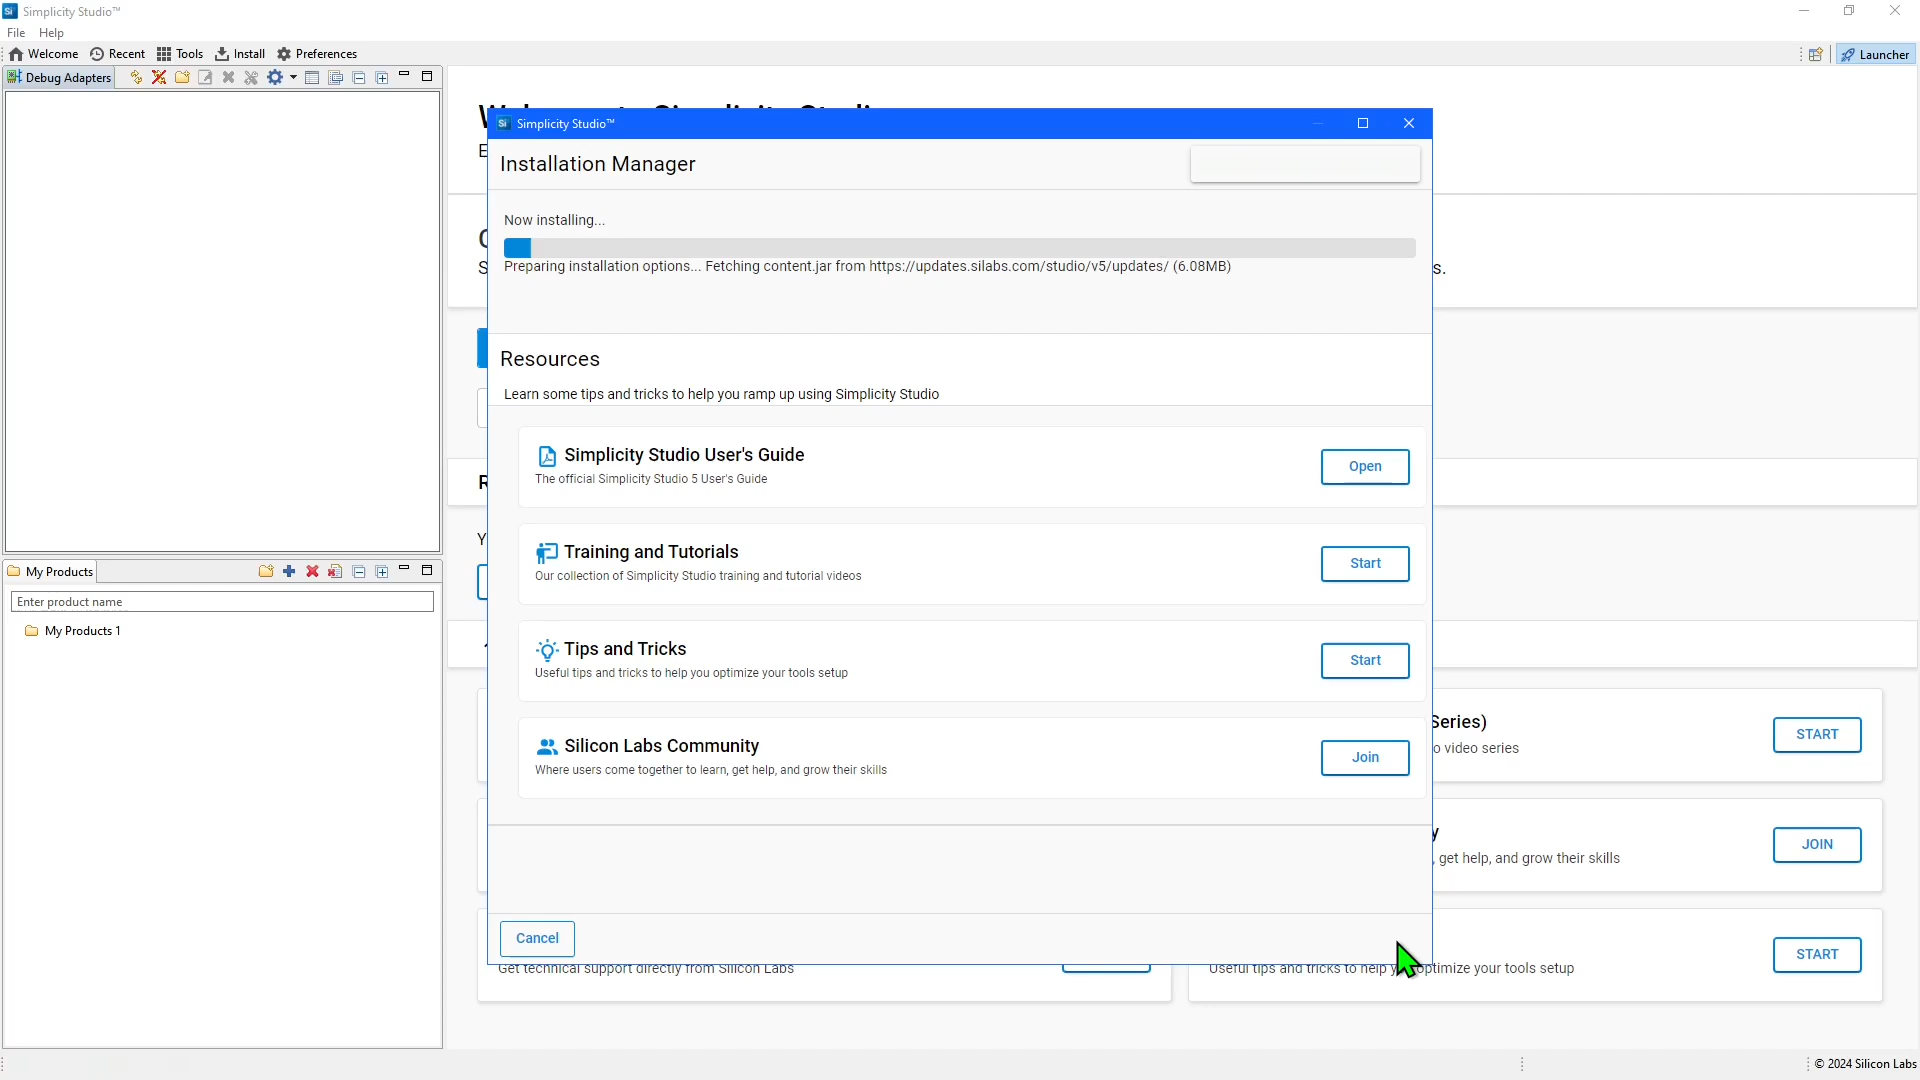 Simplicity Studio™
File Help
Welcome Recent Tools Install Preferences
Launcher
Debug Adapters
Simplicity Studio™
Installation Manager
Now installing...
Preparing installation options... Fetching content.jar from https://updates.silabs.com/studio/v5/updates/ (6.08MB)
s.
Resources
Learn some tips and tricks to help you ramp up using Simplicity Studio
Simplicity Studio User's Guide
The official Simplicity Studio 5 User's Guide
Open
Training and Tutorials
Our collection of Simplicity Studio training and tutorial videos
Start
Tips and Tricks
Useful tips and tricks to help you optimize your tools setup
Start
Silicon Labs Community
Where users come together to learn, get help, and grow their skills
Join
Cancel
My Products
Enter product name
My Products 1
Series)
o video series
START
y
, get help, and grow their skills
JOIN
Get technical support directly from Silicon Labs
Useful tips and tricks to help optimize your tools setup
START
© 2024 Silicon Labs